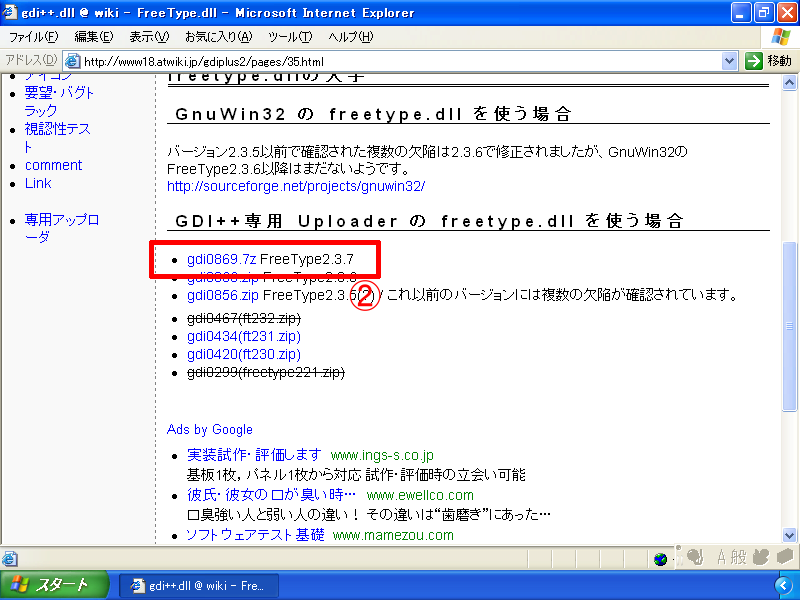 gdi++.dll @ wiki - FreeType.dll - Microsoft Internet Explorer
ファイル(F) 編集(E) 表示(V) お気に入り(A) ツール(T) ヘルプ(H)
アドレス(D) http://www18.atwiki.jp/gdiplus2/pages/35.html 移動
アイコン
要望・バグト
ラック
視認性テス
ト
comment
Link
専用アップロ
ーダ
freetype.dllの入手
GnuWin32 の freetype.dll を使う場合
バージョン2.3.5以前で確認された複数の欠陥は2.3.6で修正されましたが、GnuWin32の
FreeType2.3.6以降はまだないようです。
http://sourceforge.net/projects/gnuwin32/
GDI++専用 Uploader の freetype.dll を使う場合
gdi0869.7z FreeType2.3.7
gdi0856.zip FreeType2.3.5(?) / これ以前のバージョンには複数の欠陥が確認されています。
②
gdi0467(ft232.zip)
gdi0434(ft231.zip)
gdi0420(ft230.zip)
gdi0299(freetype221.zip)
Ads by Google
実装試作・評価します www.ings-s.co.jp
基板1枚，パネル1枚から対応 試作・評価時の立会い可能
彼氏・彼女の口が臭い時… www.ewellco.com
口臭強い人と弱い人の違い！ その違いは“歯磨き”にあった…
ソフトウェアテスト基礎 www.mamezou.com
A 般
スタート gdi++.dll @ wiki - Fre...